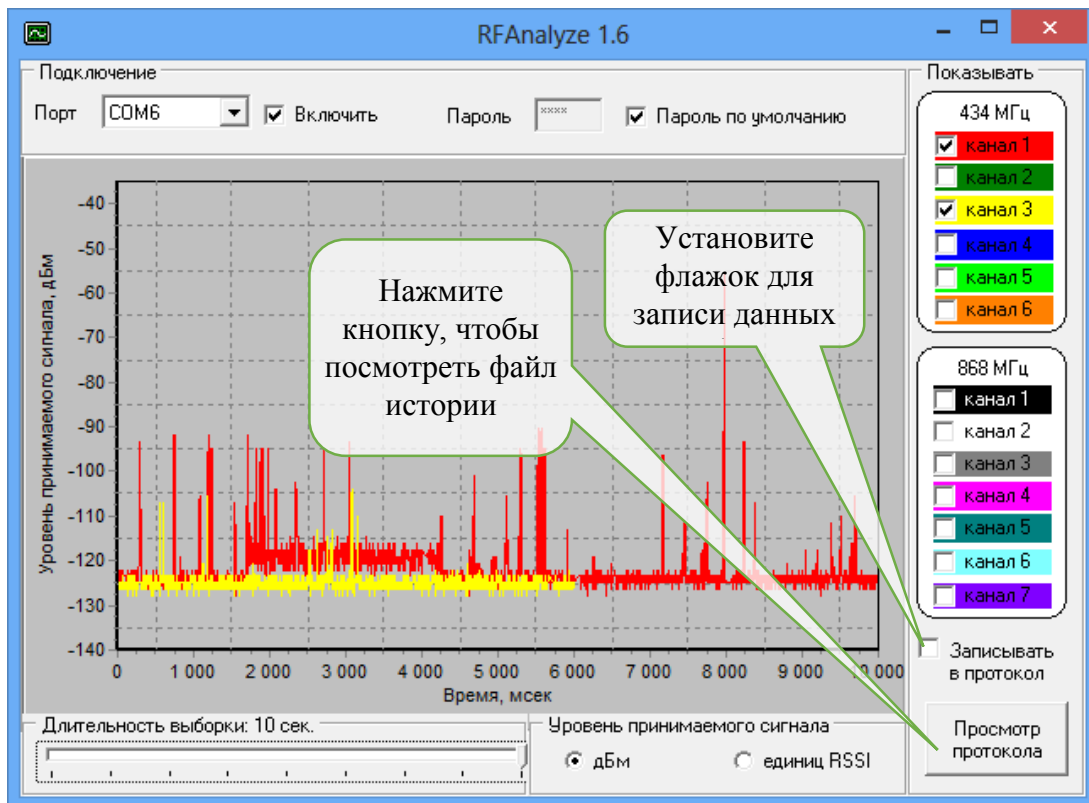 RFAnalyze 1.6
Подключение
Порт
COM6
Включить
Пароль
xxxx
Пароль по умолчанию
Показывать
434 МГц
канал 1
канал 2
канал 3
канал 4
канал 5
канал 6
868 МГц
канал 1
канал 2
канал 3
канал 4
канал 5
канал 6
канал 7
Записывать
в протокол
Просмотр
протокола
Уровень принимаемого сигнала, дБм
-40
-50
-60
-70
-80
-90
-100
-110
-120
-130
-140
0
1 000
2 000
3 000
4 000
5 000
6 000
7 000
8 000
9 000
10 000
Время, мсек
Нажмите
кнопку, чтобы
посмотреть файл
истории
Установите
флажок для
записи данных
Длительность выборки: 10 сек.
Уровень принимаемого сигнала
дБм
единиц RSSI